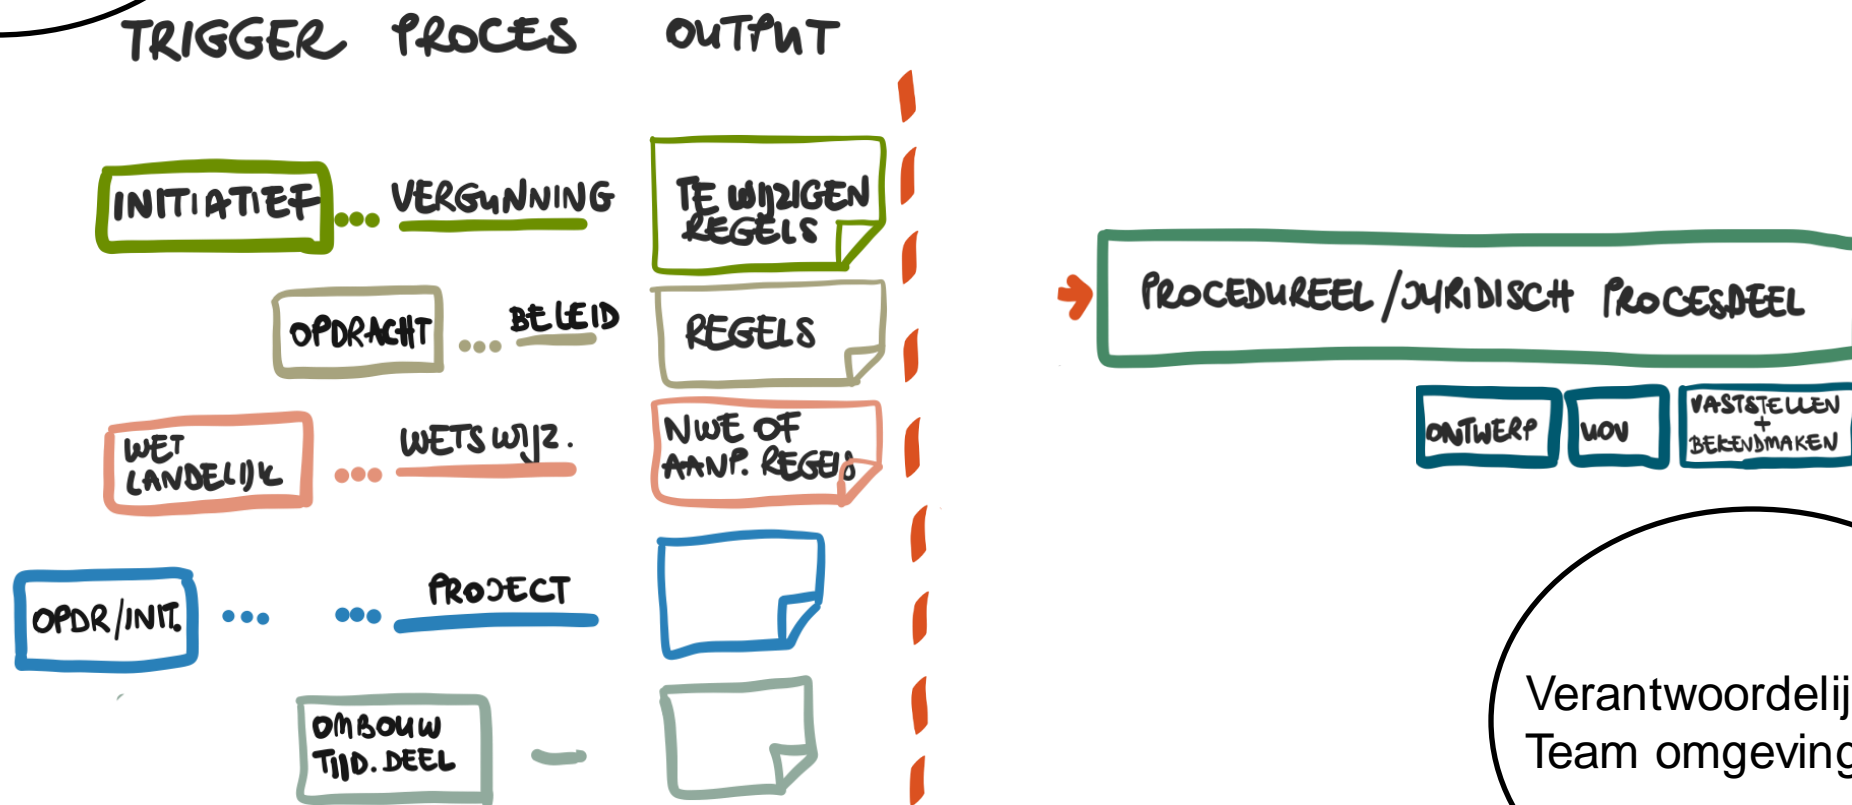 TRIGGER PROCES OUTPUT
INITIATIEF ... VERGUNNING
TE WIJZIGEN
REGELS
OPDRACHT ... BELEID
REGELS
WET
LANDELIJK
... WETSWIJZ.
NWE OF
AANP. REGELS
OPDR/INIT. ... ... PROJECT
OMBOUW
TIJD. DEEL
PROCEDUREEL/JURIDISCH PROCESDEEL
ONTWERP
UOV
VASTSTELLEN
+
BEKENDMAKEN
Verantwoordelij
Team omgeving